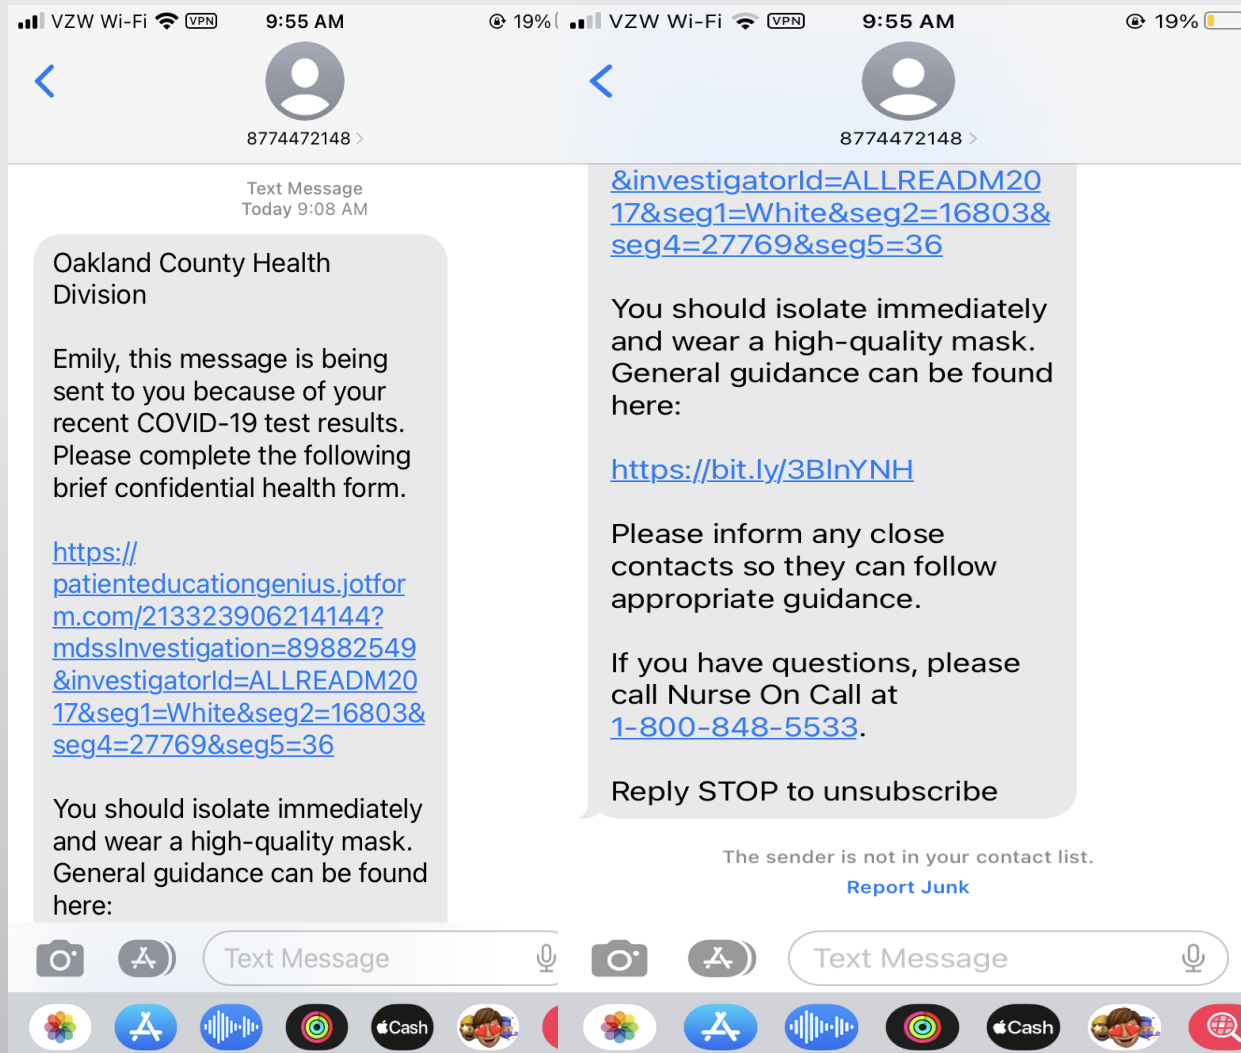 VZW Wi-Fi VPN 9:55 AM 19%
8774472148
Text Message
Today 9:08 AM
Oakland County Health
Division
Emily, this message is being
sent to you because of your
recent COVID-19 test results.
Please complete the following
brief confidential health form.
https://
patienteducationgenius.jotfor
m.com/213323906214144?
mdssInvestigation=89882549
&investigatorId=ALLREADM20
17&seg1=White&seg2=16803&
seg4=27769&seg5=36
You should isolate immediately
and wear a high-quality mask.
General guidance can be found
here:
Text Message
Cash
VZW Wi-Fi VPN 9:55 AM 19%
8774472148
&investigatorId=ALLREADM20
17&seg1=White&seg2=16803&
seg4=27769&seg5=36
You should isolate immediately
and wear a high-quality mask.
General guidance can be found
here:
https://bit.ly/3BlnYNH
Please inform any close
contacts so they can follow
appropriate guidance.
If you have questions, please
call Nurse On Call at
1-800-848-5533.
Reply STOP to unsubscribe
The sender is not in your contact list.
Report Junk
Text Message
Cash